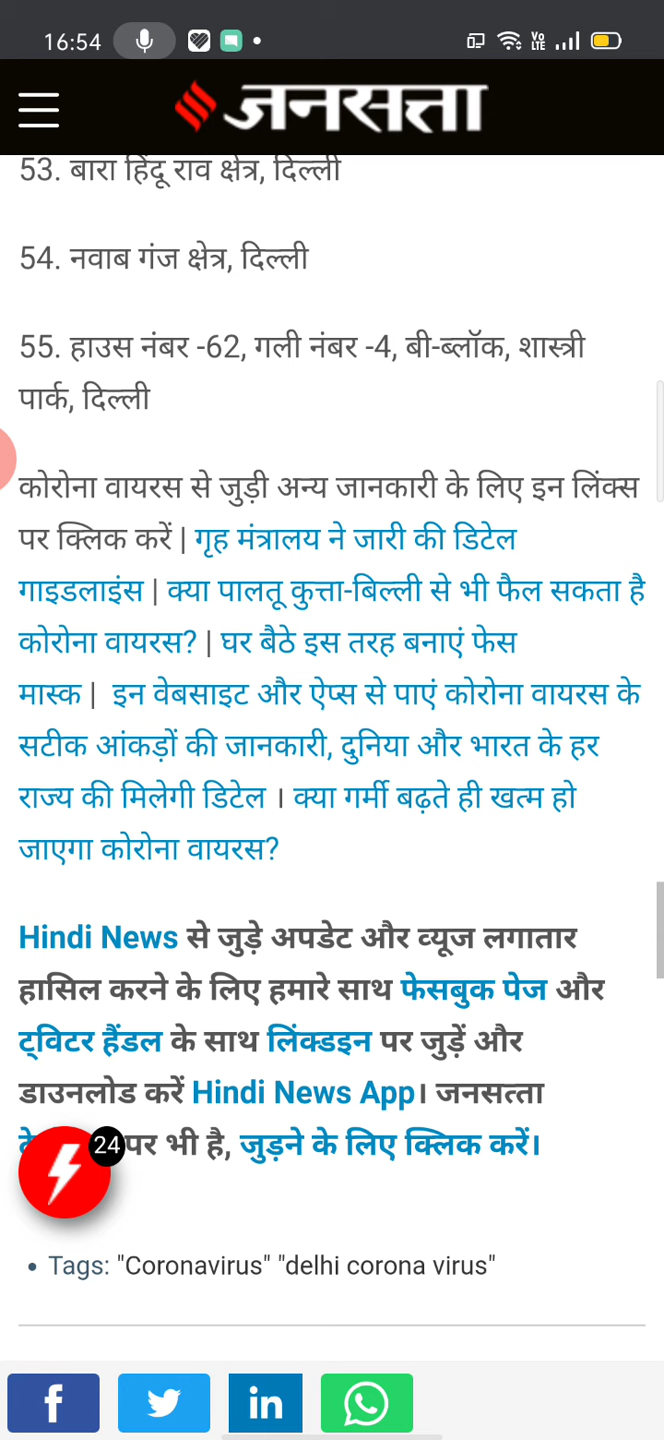 16:54
VO LTE
जनसत्ता
53. बारा हिंदू राव क्षेत्र, दिल्ली
54. नवाब गंज क्षेत्र, दिल्ली
55. हाउस नंबर -62, गली नंबर -4, बी-ब्लॉक, शास्त्री
पार्क, दिल्ली
कोरोना वायरस से जुड़ी अन्य जानकारी के लिए इन लिंक्स
पर क्लिक करें | गृह मंत्रालय ने जारी की डिटेल
गाइडलाइंस | क्या पालतू कुत्ता-बिल्ली से भी फैल सकता है
कोरोना वायरस? | घर बैठे इस तरह बनाएं फेस
मास्क | इन वेबसाइट और ऐप्स से पाएं कोरोना वायरस के
सटीक आंकड़ों की जानकारी, दुनिया और भारत के हर
राज्य की मिलेगी डिटेल । क्या गर्मी बढ़ते ही खत्म हो
जाएगा कोरोना वायरस?
Hindi News से जुड़े अपडेट और व्यूज लगातार
हासिल करने के लिए हमारे साथ फेसबुक पेज और
ट्विटर हैंडल के साथ लिंक्डइन पर जुड़ें और
डाउनलोड करें Hindi News App। जनसत्ता
24 पर भी है, जुड़ने के लिए क्लिक करें।
• Tags: "Coronavirus" "delhi corona virus"
f in